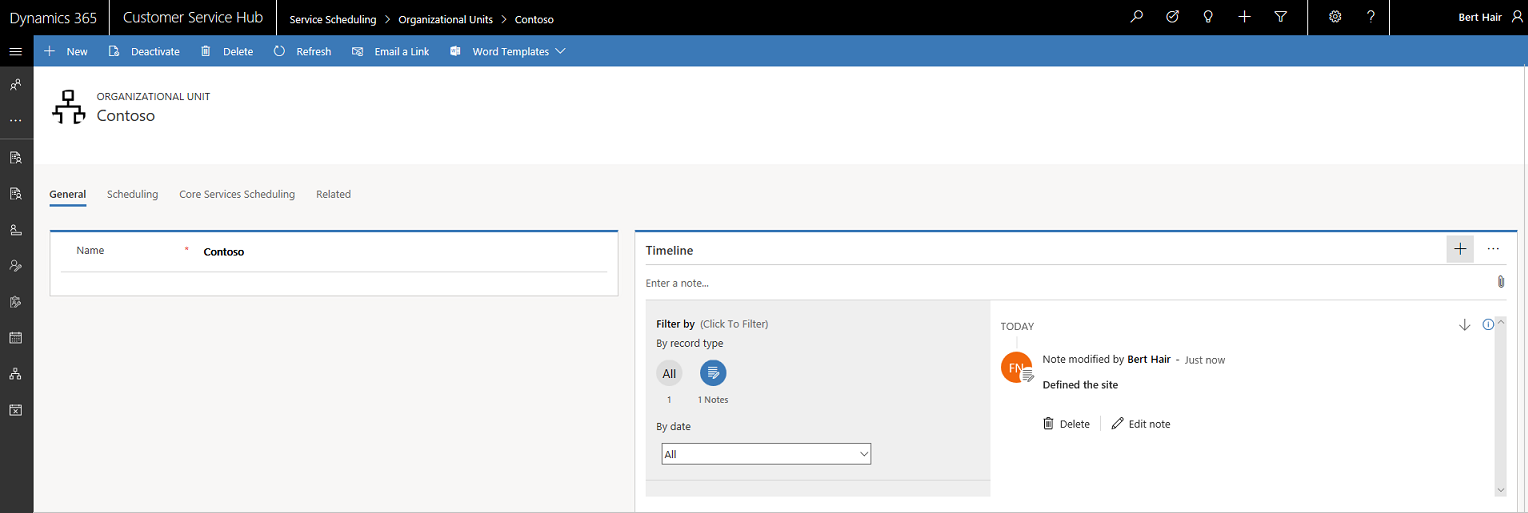 Dynamics 365 Customer Service Hub Service Scheduling > Organizational Units > Contoso Bert Hair
New Deactivate Delete Refresh Email a Link Word Templates
ORGANIZATIONAL UNIT
Contoso
General Scheduling Core Services Scheduling Related
Name * Contoso
Timeline
Enter a note...
Filter by (Click To Filter)
By record type
All
1 1 Notes
By date
All
TODAY
FN
Note modified by Bert Hair - Just now
Defined the site
Delete Edit note